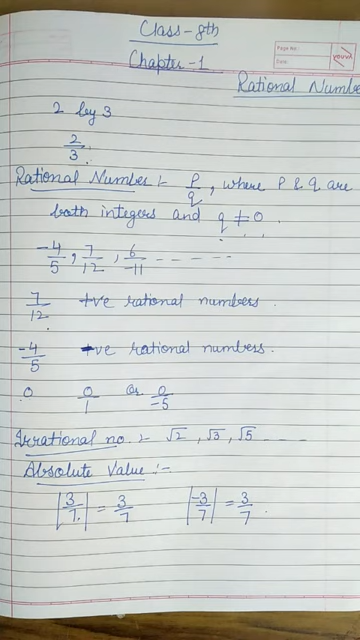 Class-8th
Page No:
Date:
YOUVA
Chapter-1
Rational Numbe
2 by 3
2/3.
Rational Number :- P/q, where P & q are
both integers and q ≠ 0.
-4/5, 7/12, 6/-11 - - - - - -
7/12 +ve rational numbers.
-4/5 -ve rational numbers.
0 0/1 or 0/-5
Irrational no. :- √2, √3, √5 - - -
Absolute Value :-
|3/7| = 3/7 |-3/7| = 3/7.